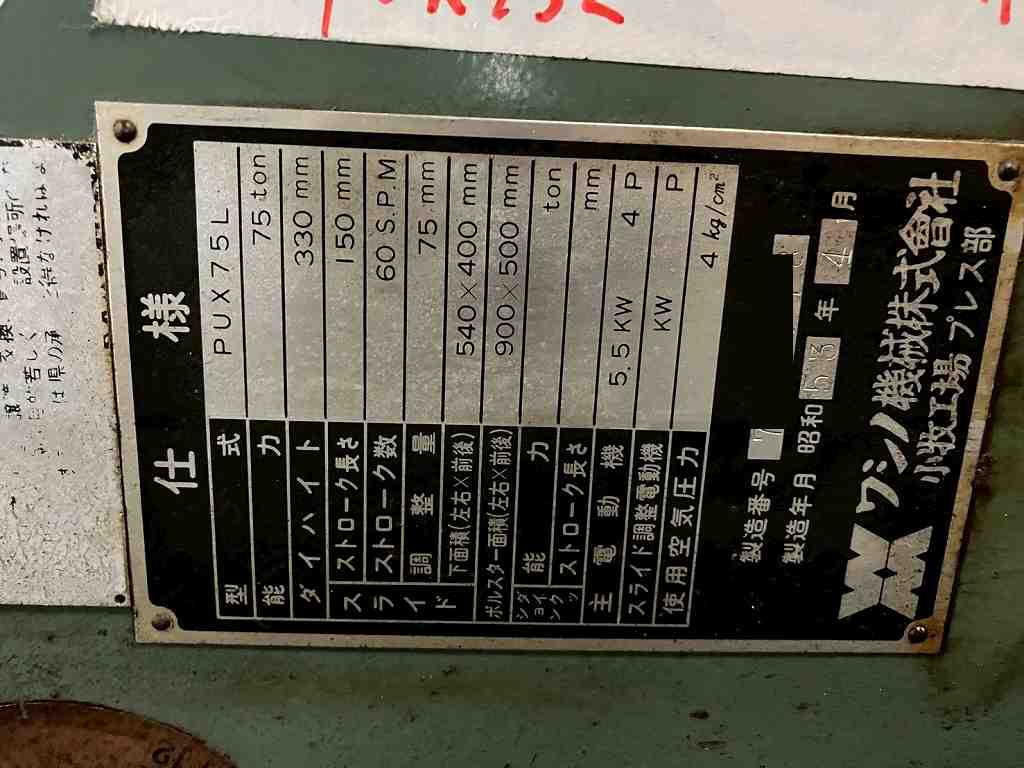 仕様
型式 PUX75L
能力 75 ton
ダイハイト 330 mm
スライド
ストローク長さ 150 mm
ストローク数 60 S.P.M
調整量 75 mm
下面積(左右×前後) 540×400 mm
ボルスター面積(左右×前後) 900×500 mm
ダイクッション
能力 ton
ストローク長さ mm
主電動機 5.5 KW 4 P
スライド調整電動機 KW P
使用空気圧力 4 kg/cm²
製造番号 7
製造年月 昭和 53 年 4 月
ワシノ機械株式會社
小牧工場プレス部